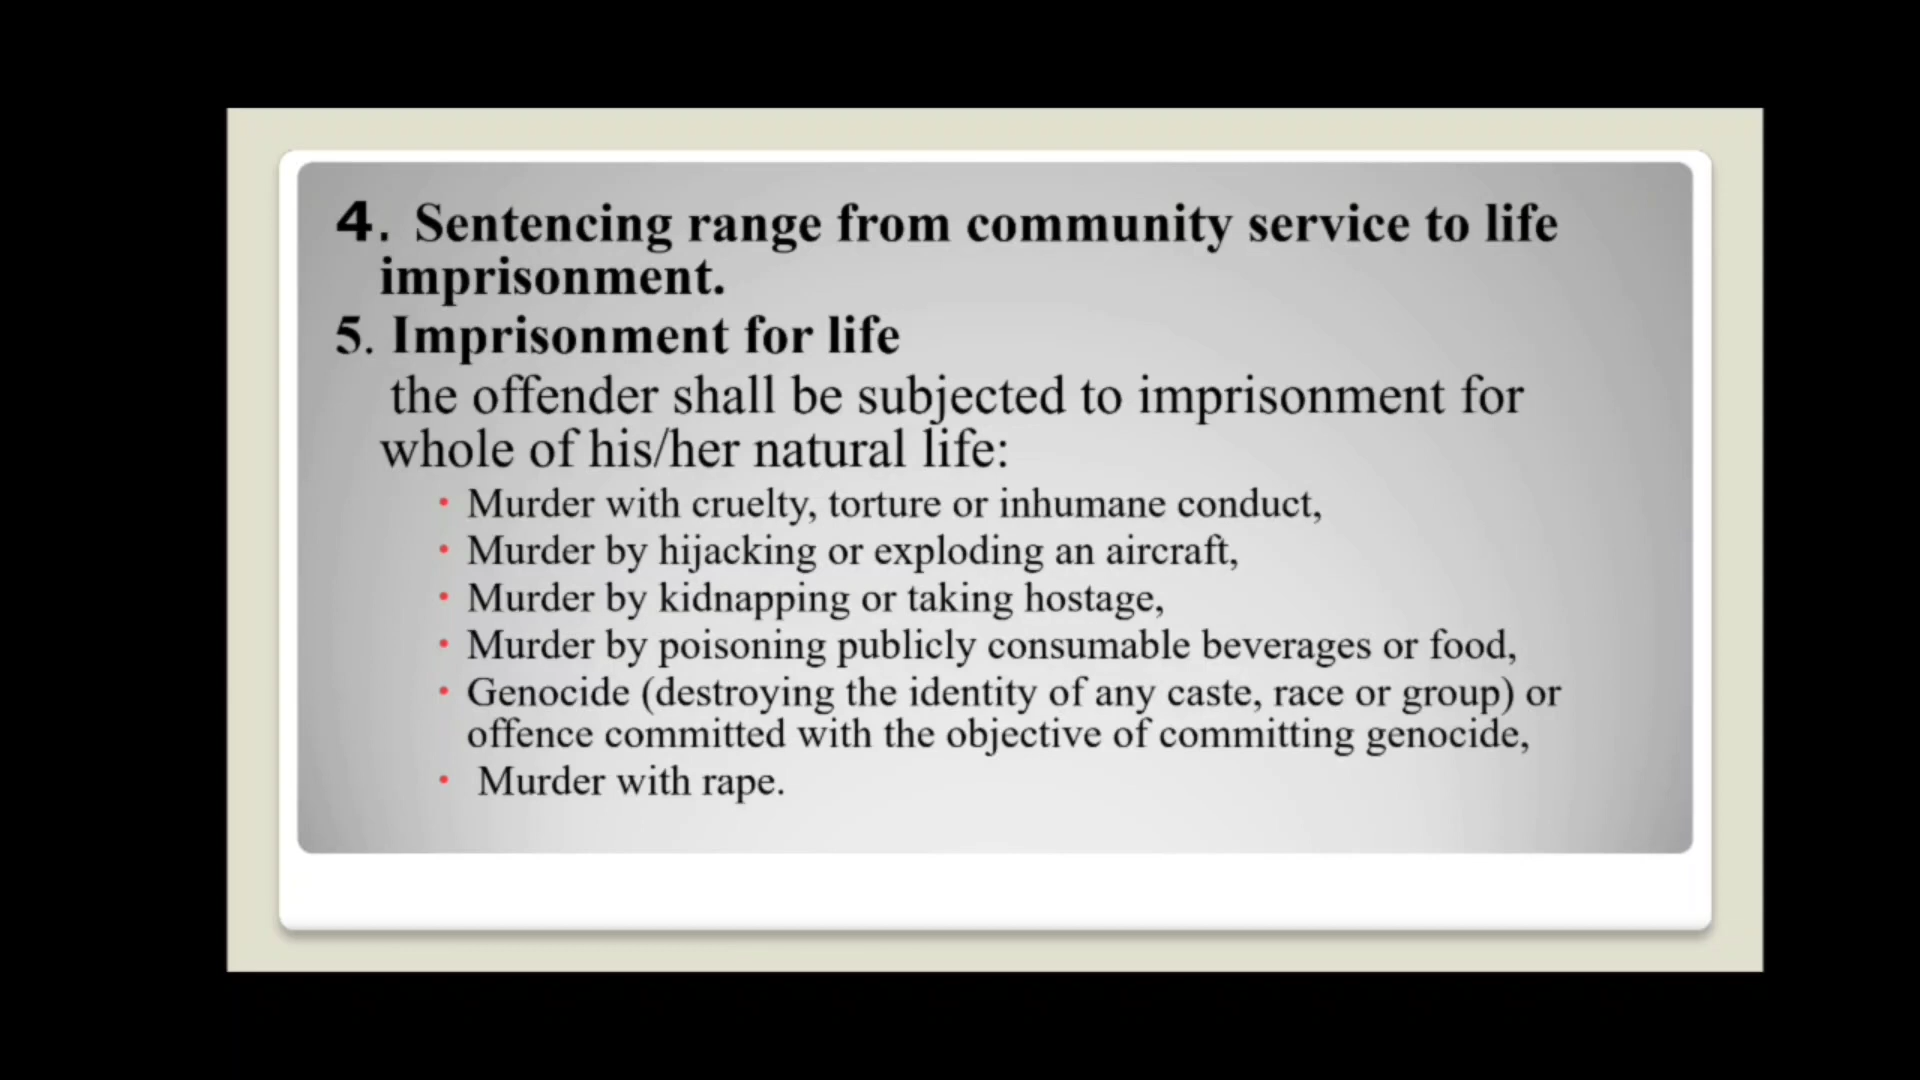 4. Sentencing range from community service to life
imprisonment.
5. Imprisonment for life
the offender shall be subjected to imprisonment for
whole of his/her natural life:
• Murder with cruelty, torture or inhumane conduct,
• Murder by hijacking or exploding an aircraft,
• Murder by kidnapping or taking hostage,
• Murder by poisoning publicly consumable beverages or food,
• Genocide (destroying the identity of any caste, race or group) or
offence committed with the objective of committing genocide,
• Murder with rape.